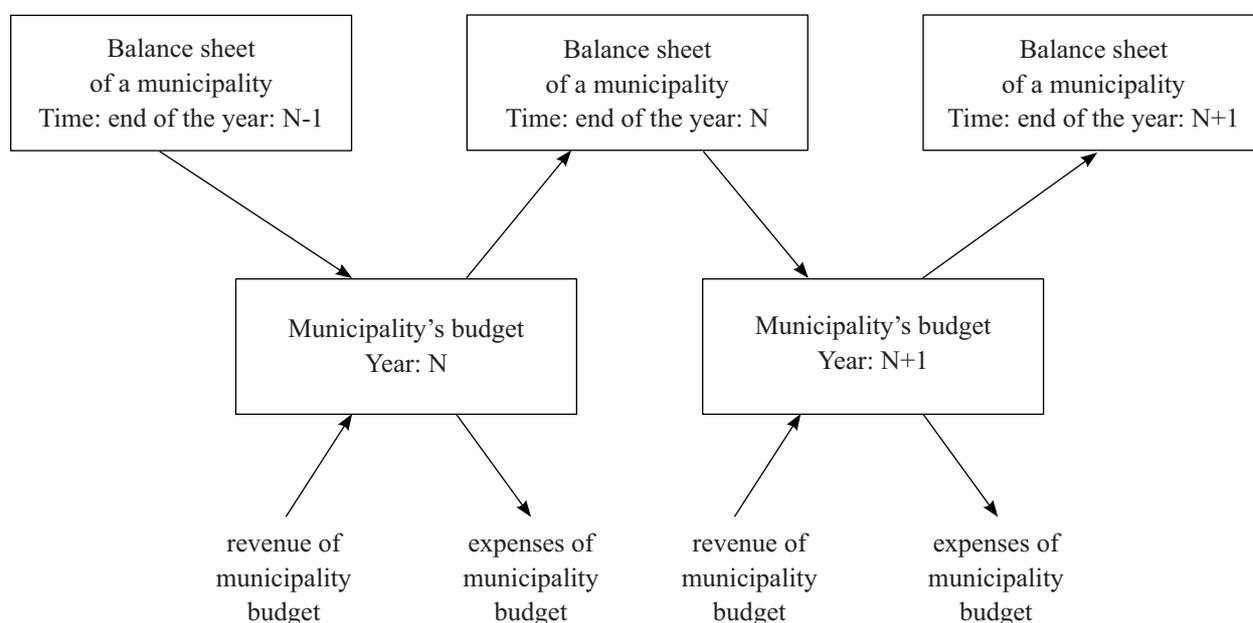 Balance sheet
of a municipality
Time: end of the year: N-1
Balance sheet
of a municipality
Time: end of the year: N
Balance sheet
of a municipality
Time: end of the year: N+1
Municipality’s budget
Year: N
Municipality’s budget
Year: N+1
revenue of
municipality
budget
expenses of
municipality
budget
revenue of
municipality
budget
expenses of
municipality
budget